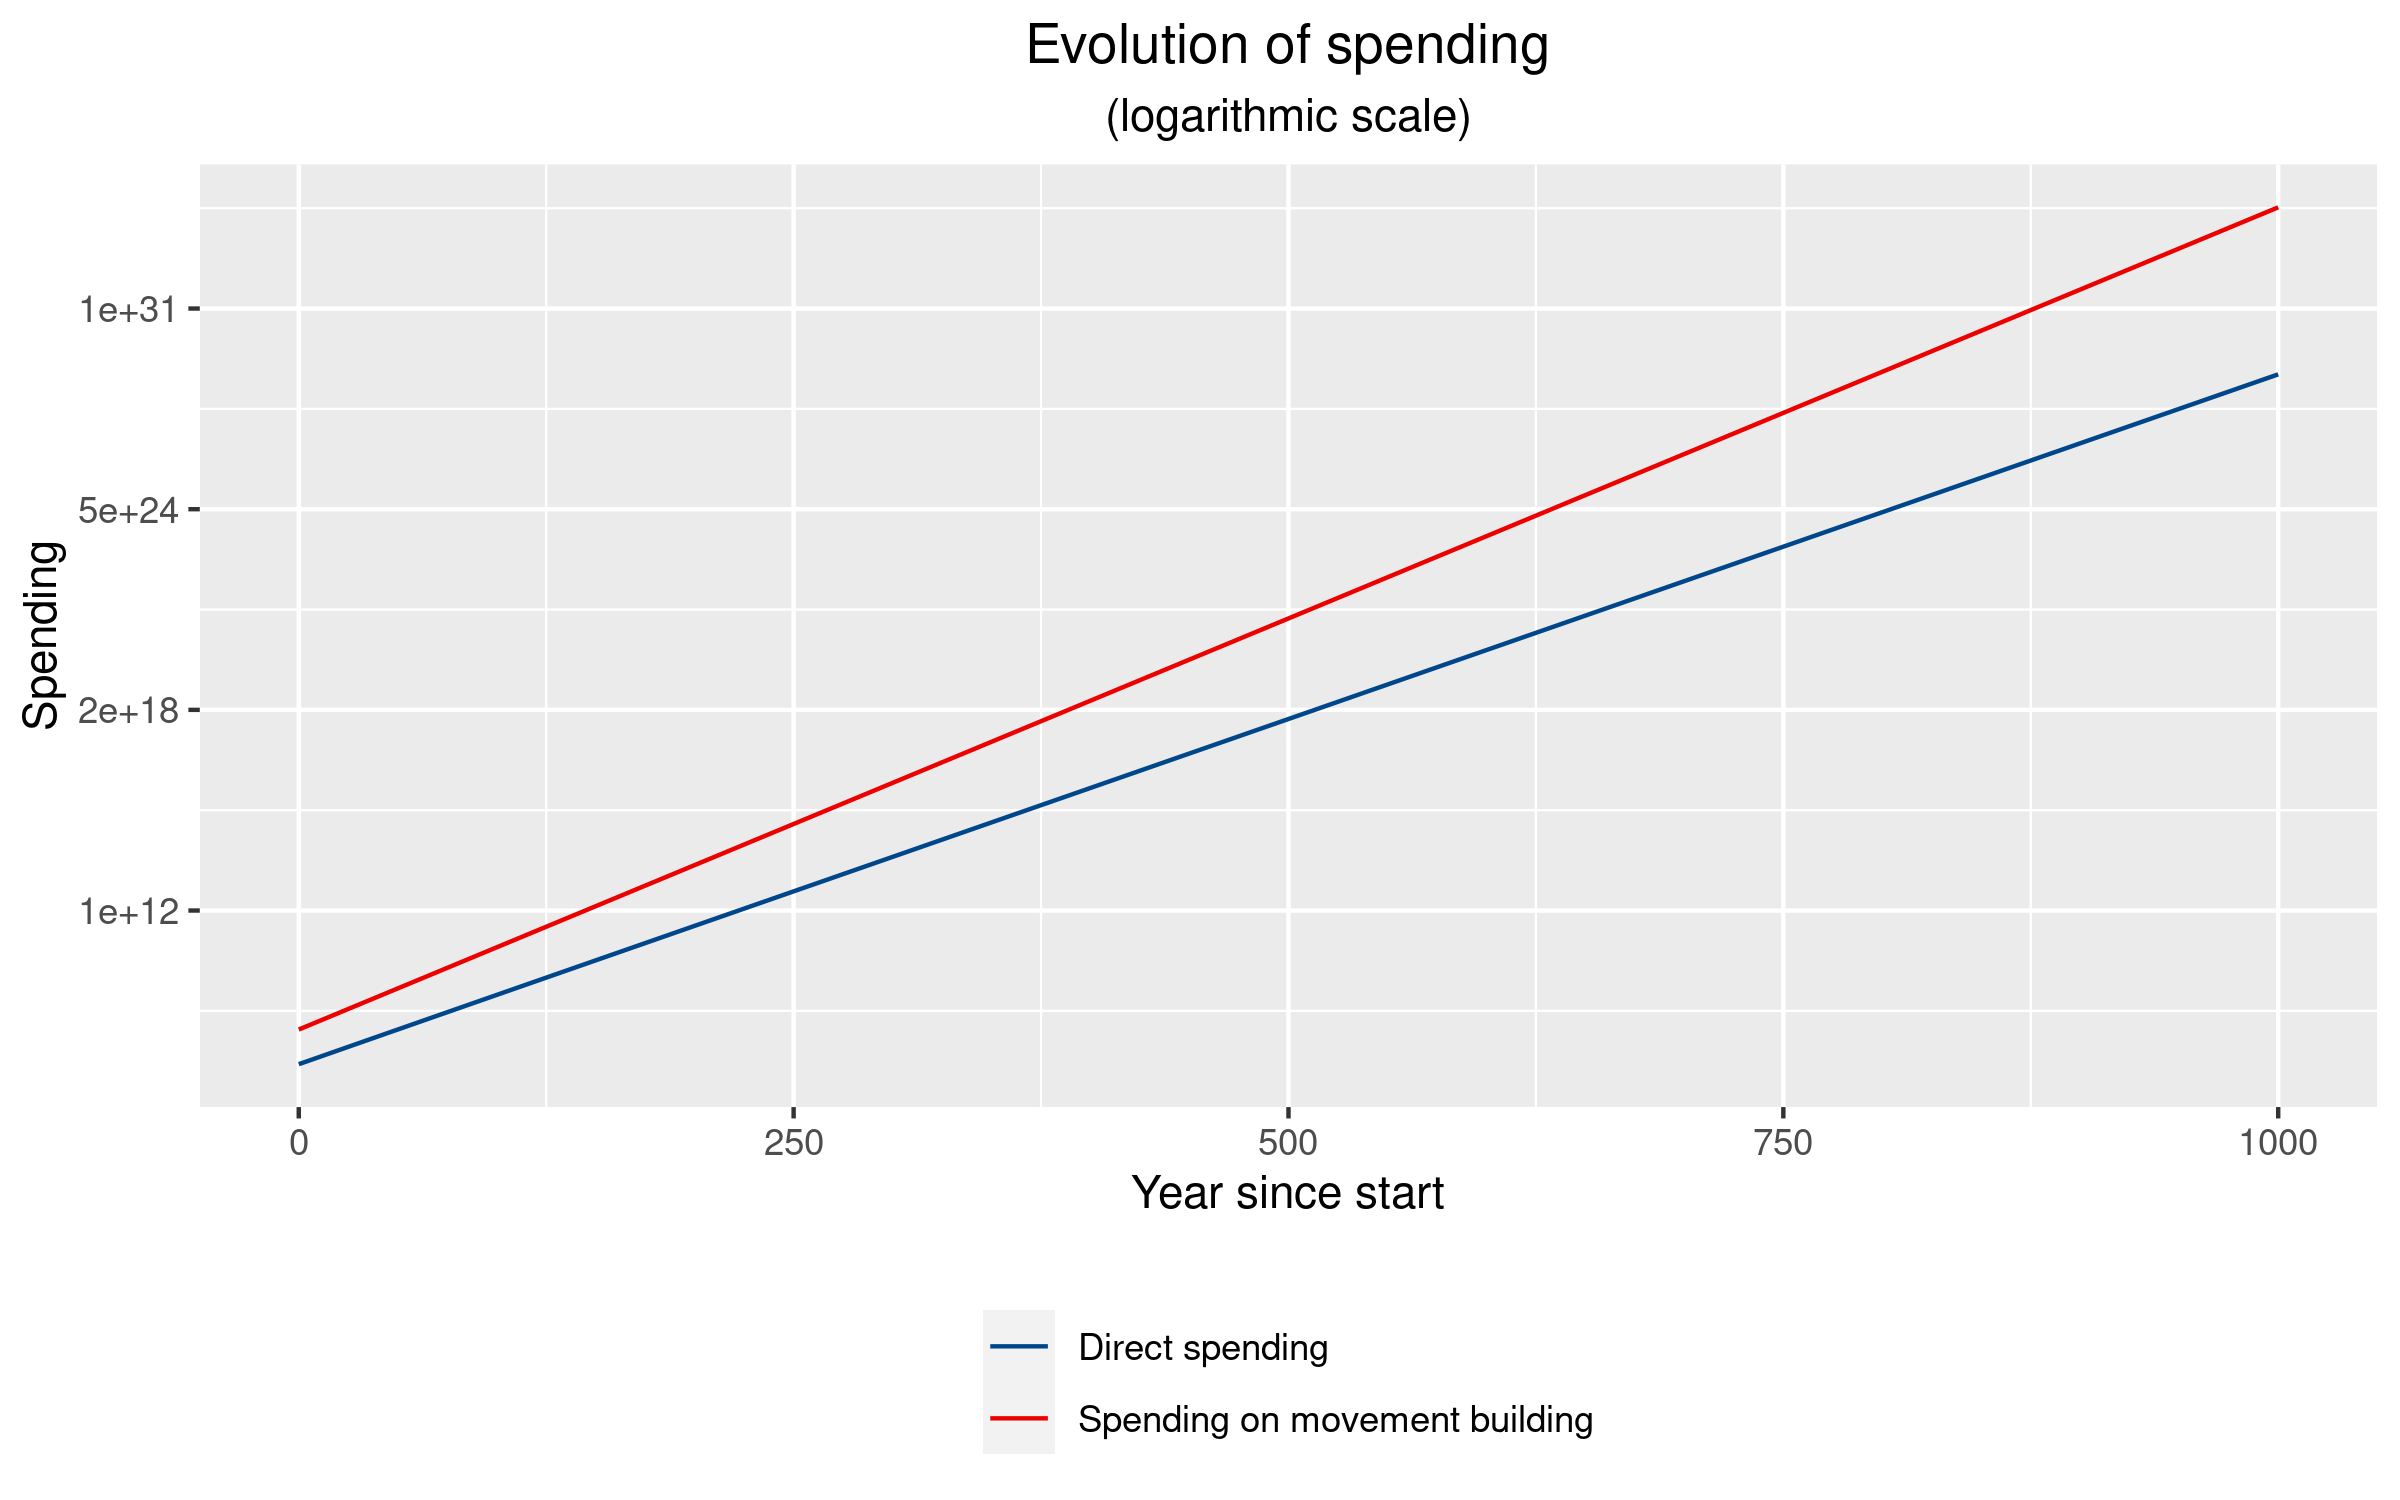 Evolution of spending
(logarithmic scale)
Spending
1e+31
5e+24
2e+18
1e+12
0 250 500 750 1000
Year since start
Direct spending
Spending on movement building